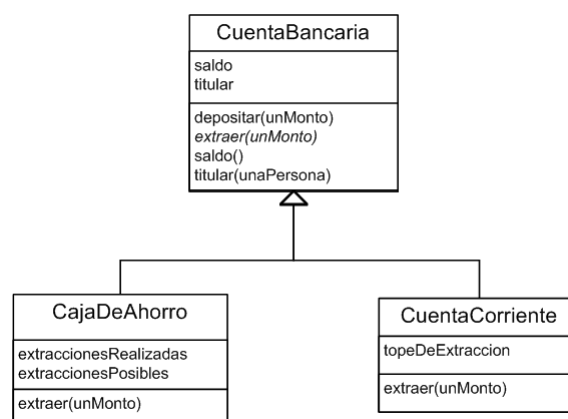 CuentaBancaria
saldo
titular
depositar(unMonto)
extraer(unMonto)
saldo()
titular(unaPersona)
CajaDeAhorro
extraccionesRealizadas
extraccionesPosibles
extraer(unMonto)
CuentaCorriente
topeDeExtraccion
extraer(unMonto)